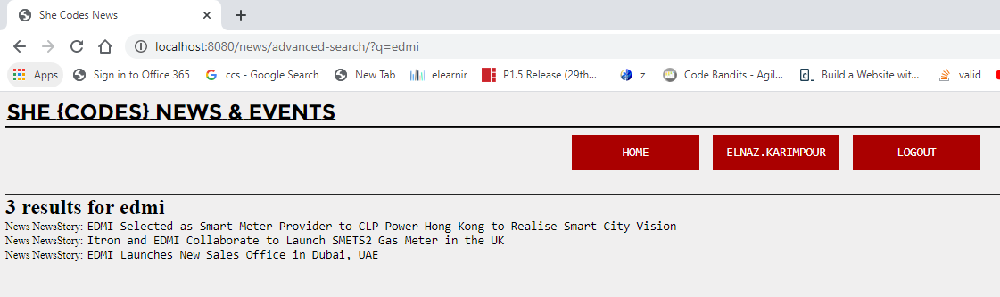 She Codes News
localhost:8080/news/advanced-search/?q=edmi
Apps Sign in to Office 365 ccs - Google Search New Tab elearnir P1.5 Release (29th... z Code Bandits - Agil... Build a Website wit... valid
SHE {CODES} NEWS & EVENTS
HOME ELNAZ.KARIMPOUR LOGOUT
3 results for edmi
News NewsStory: EDMI Selected as Smart Meter Provider to CLP Power Hong Kong to Realise Smart City Vision
News NewsStory: Itron and EDMI Collaborate to Launch SMETS2 Gas Meter in the UK
News NewsStory: EDMI Launches New Sales Office in Dubai, UAE